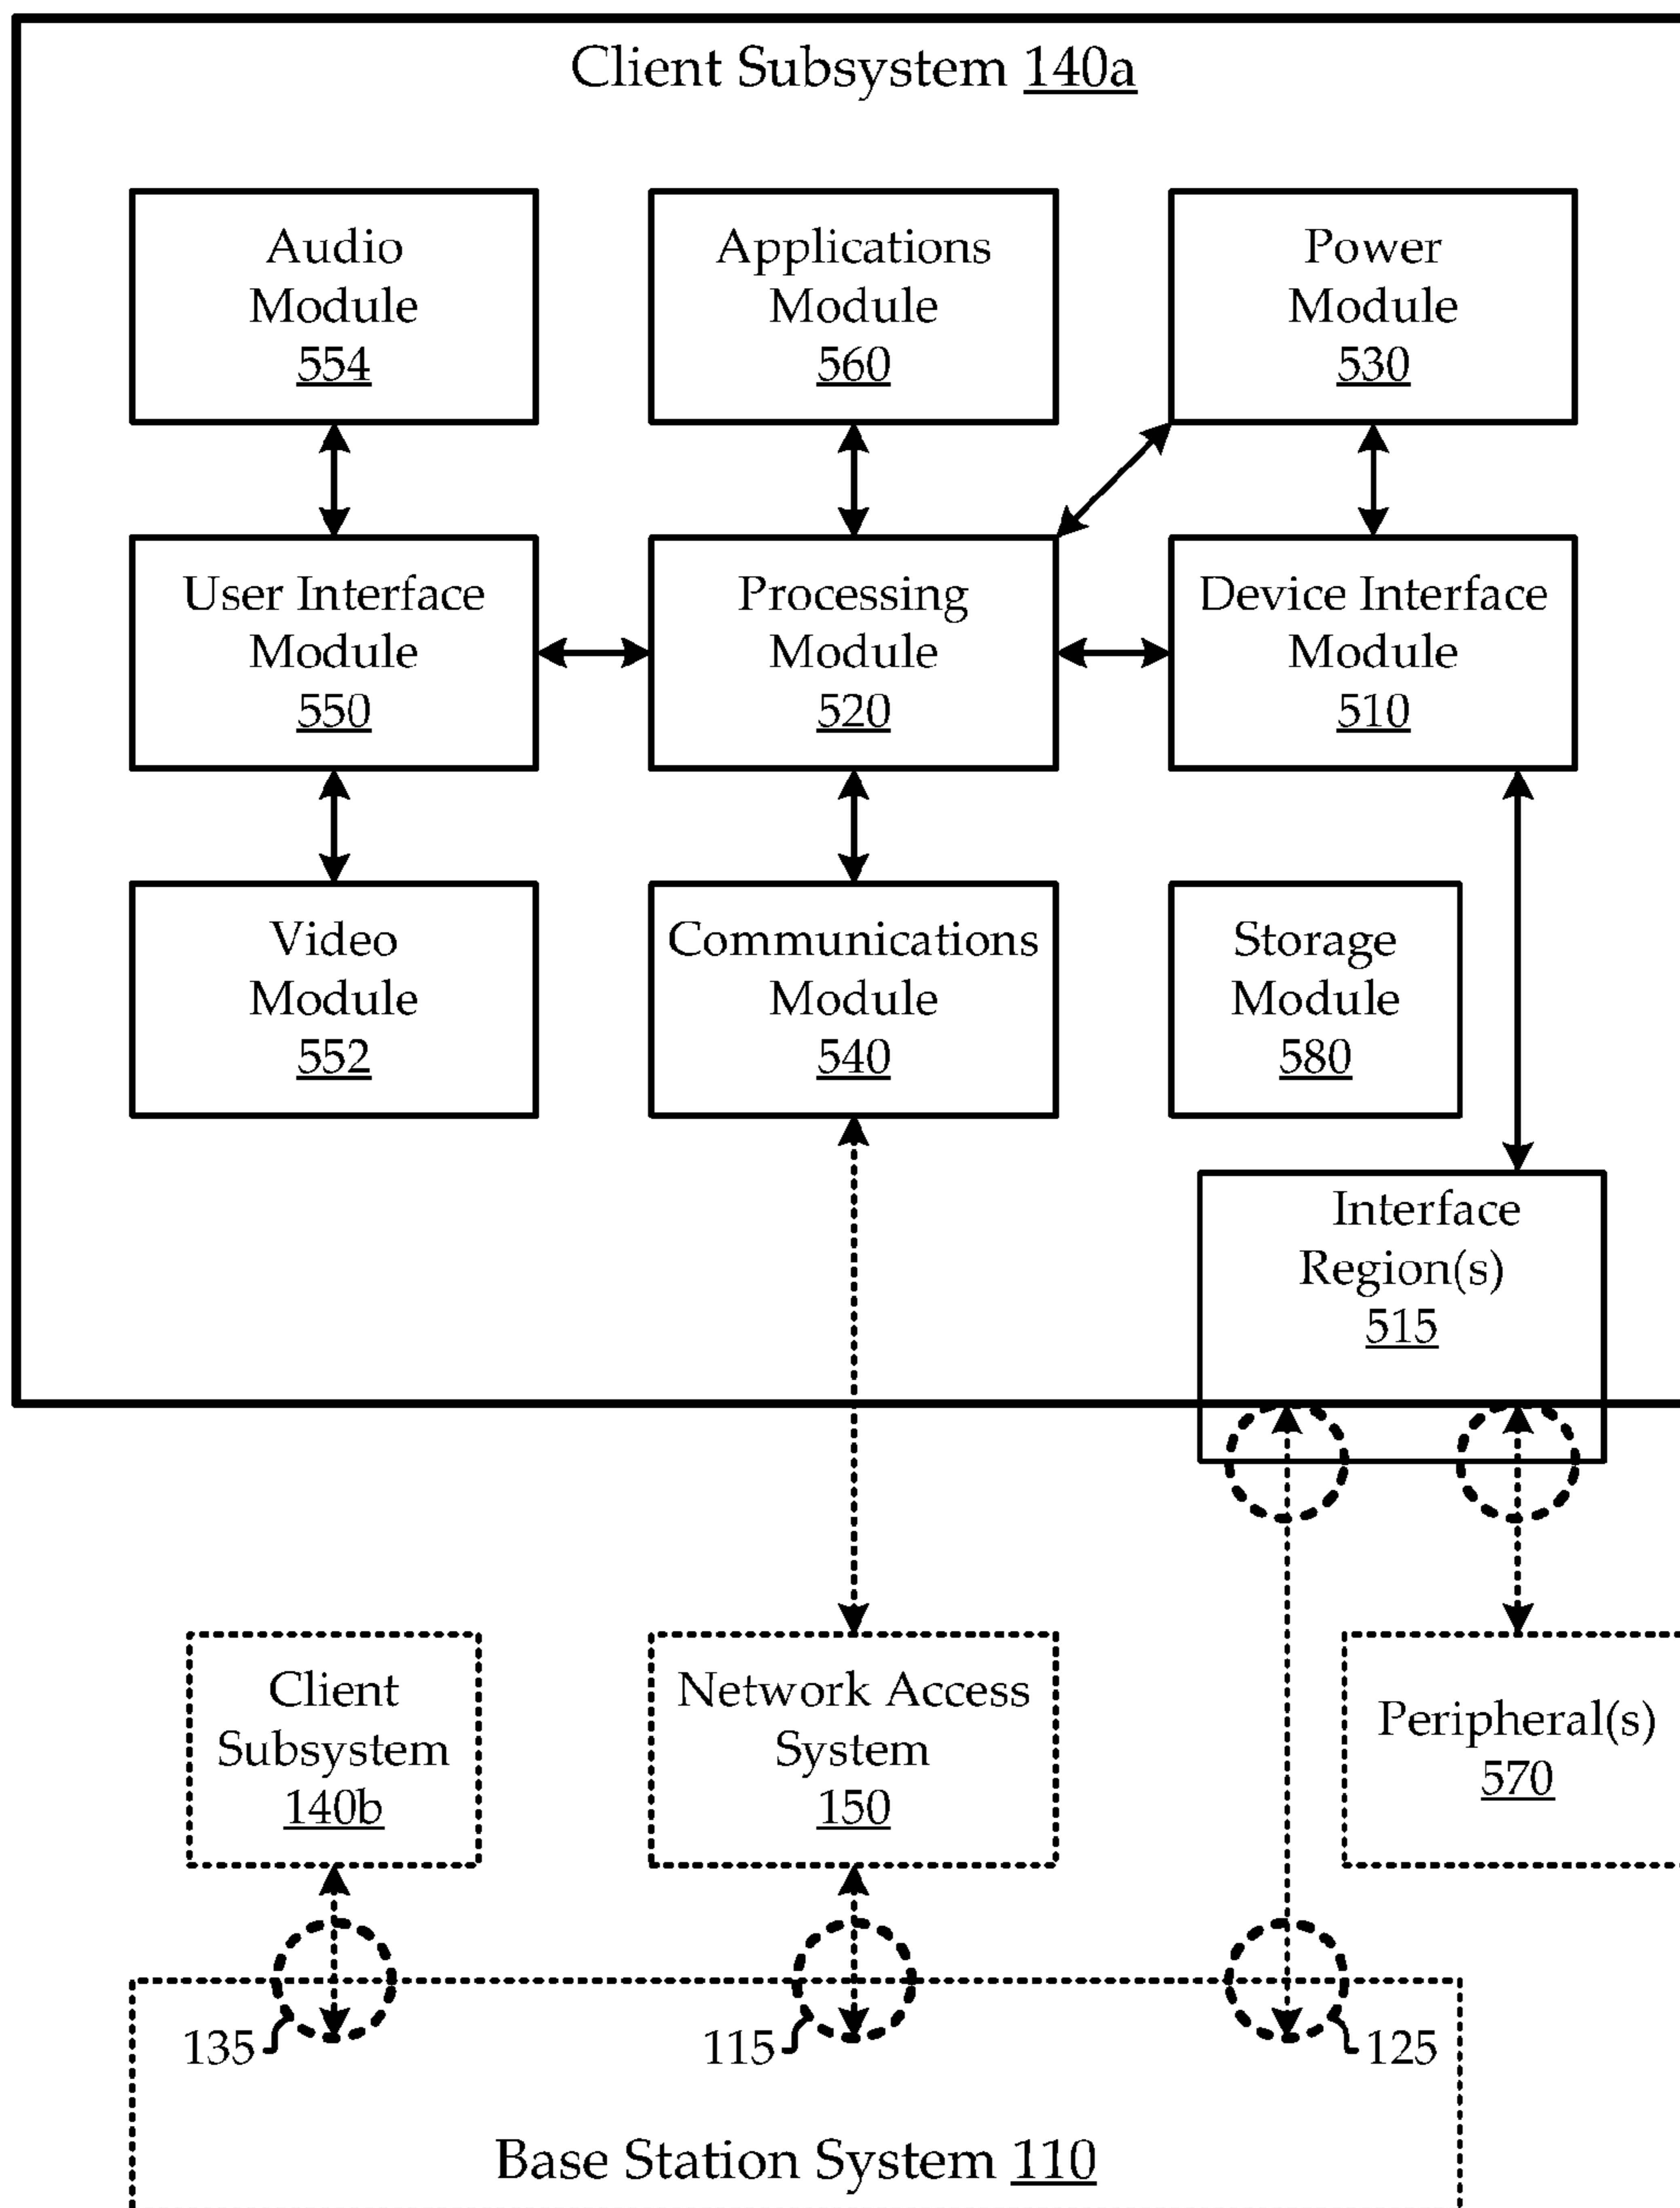 Client Subsystem 140a
Audio
Module
554
Applications
Module
560
Power
Module
530
User Interface
Module
550
Processing
Module
520
Device Interface
Module
510
Video
Module
552
Communications
Module
540
Storage
Module
580
Interface
Region(s)
515
Client
Subsystem
140b
Network Access
System
150
Peripheral(s)
570
135
115
125
Base Station System 110